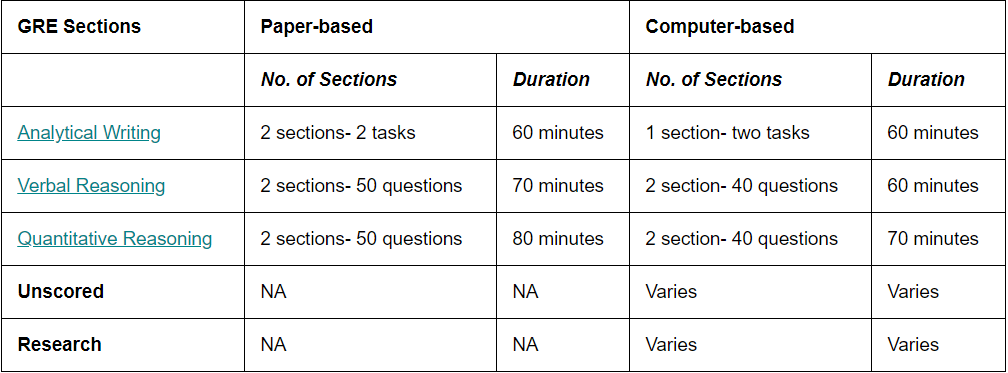 GRE Sections Paper-based Computer-based
No. of Sections Duration No. of Sections Duration
Analytical Writing 2 sections- 2 tasks 60 minutes 1 section- two tasks 60 minutes
Verbal Reasoning 2 sections- 50 questions 70 minutes 2 section- 40 questions 60 minutes
Quantitative Reasoning 2 sections- 50 questions 80 minutes 2 section- 40 questions 70 minutes
Unscored NA NA Varies Varies
Research NA NA Varies Varies